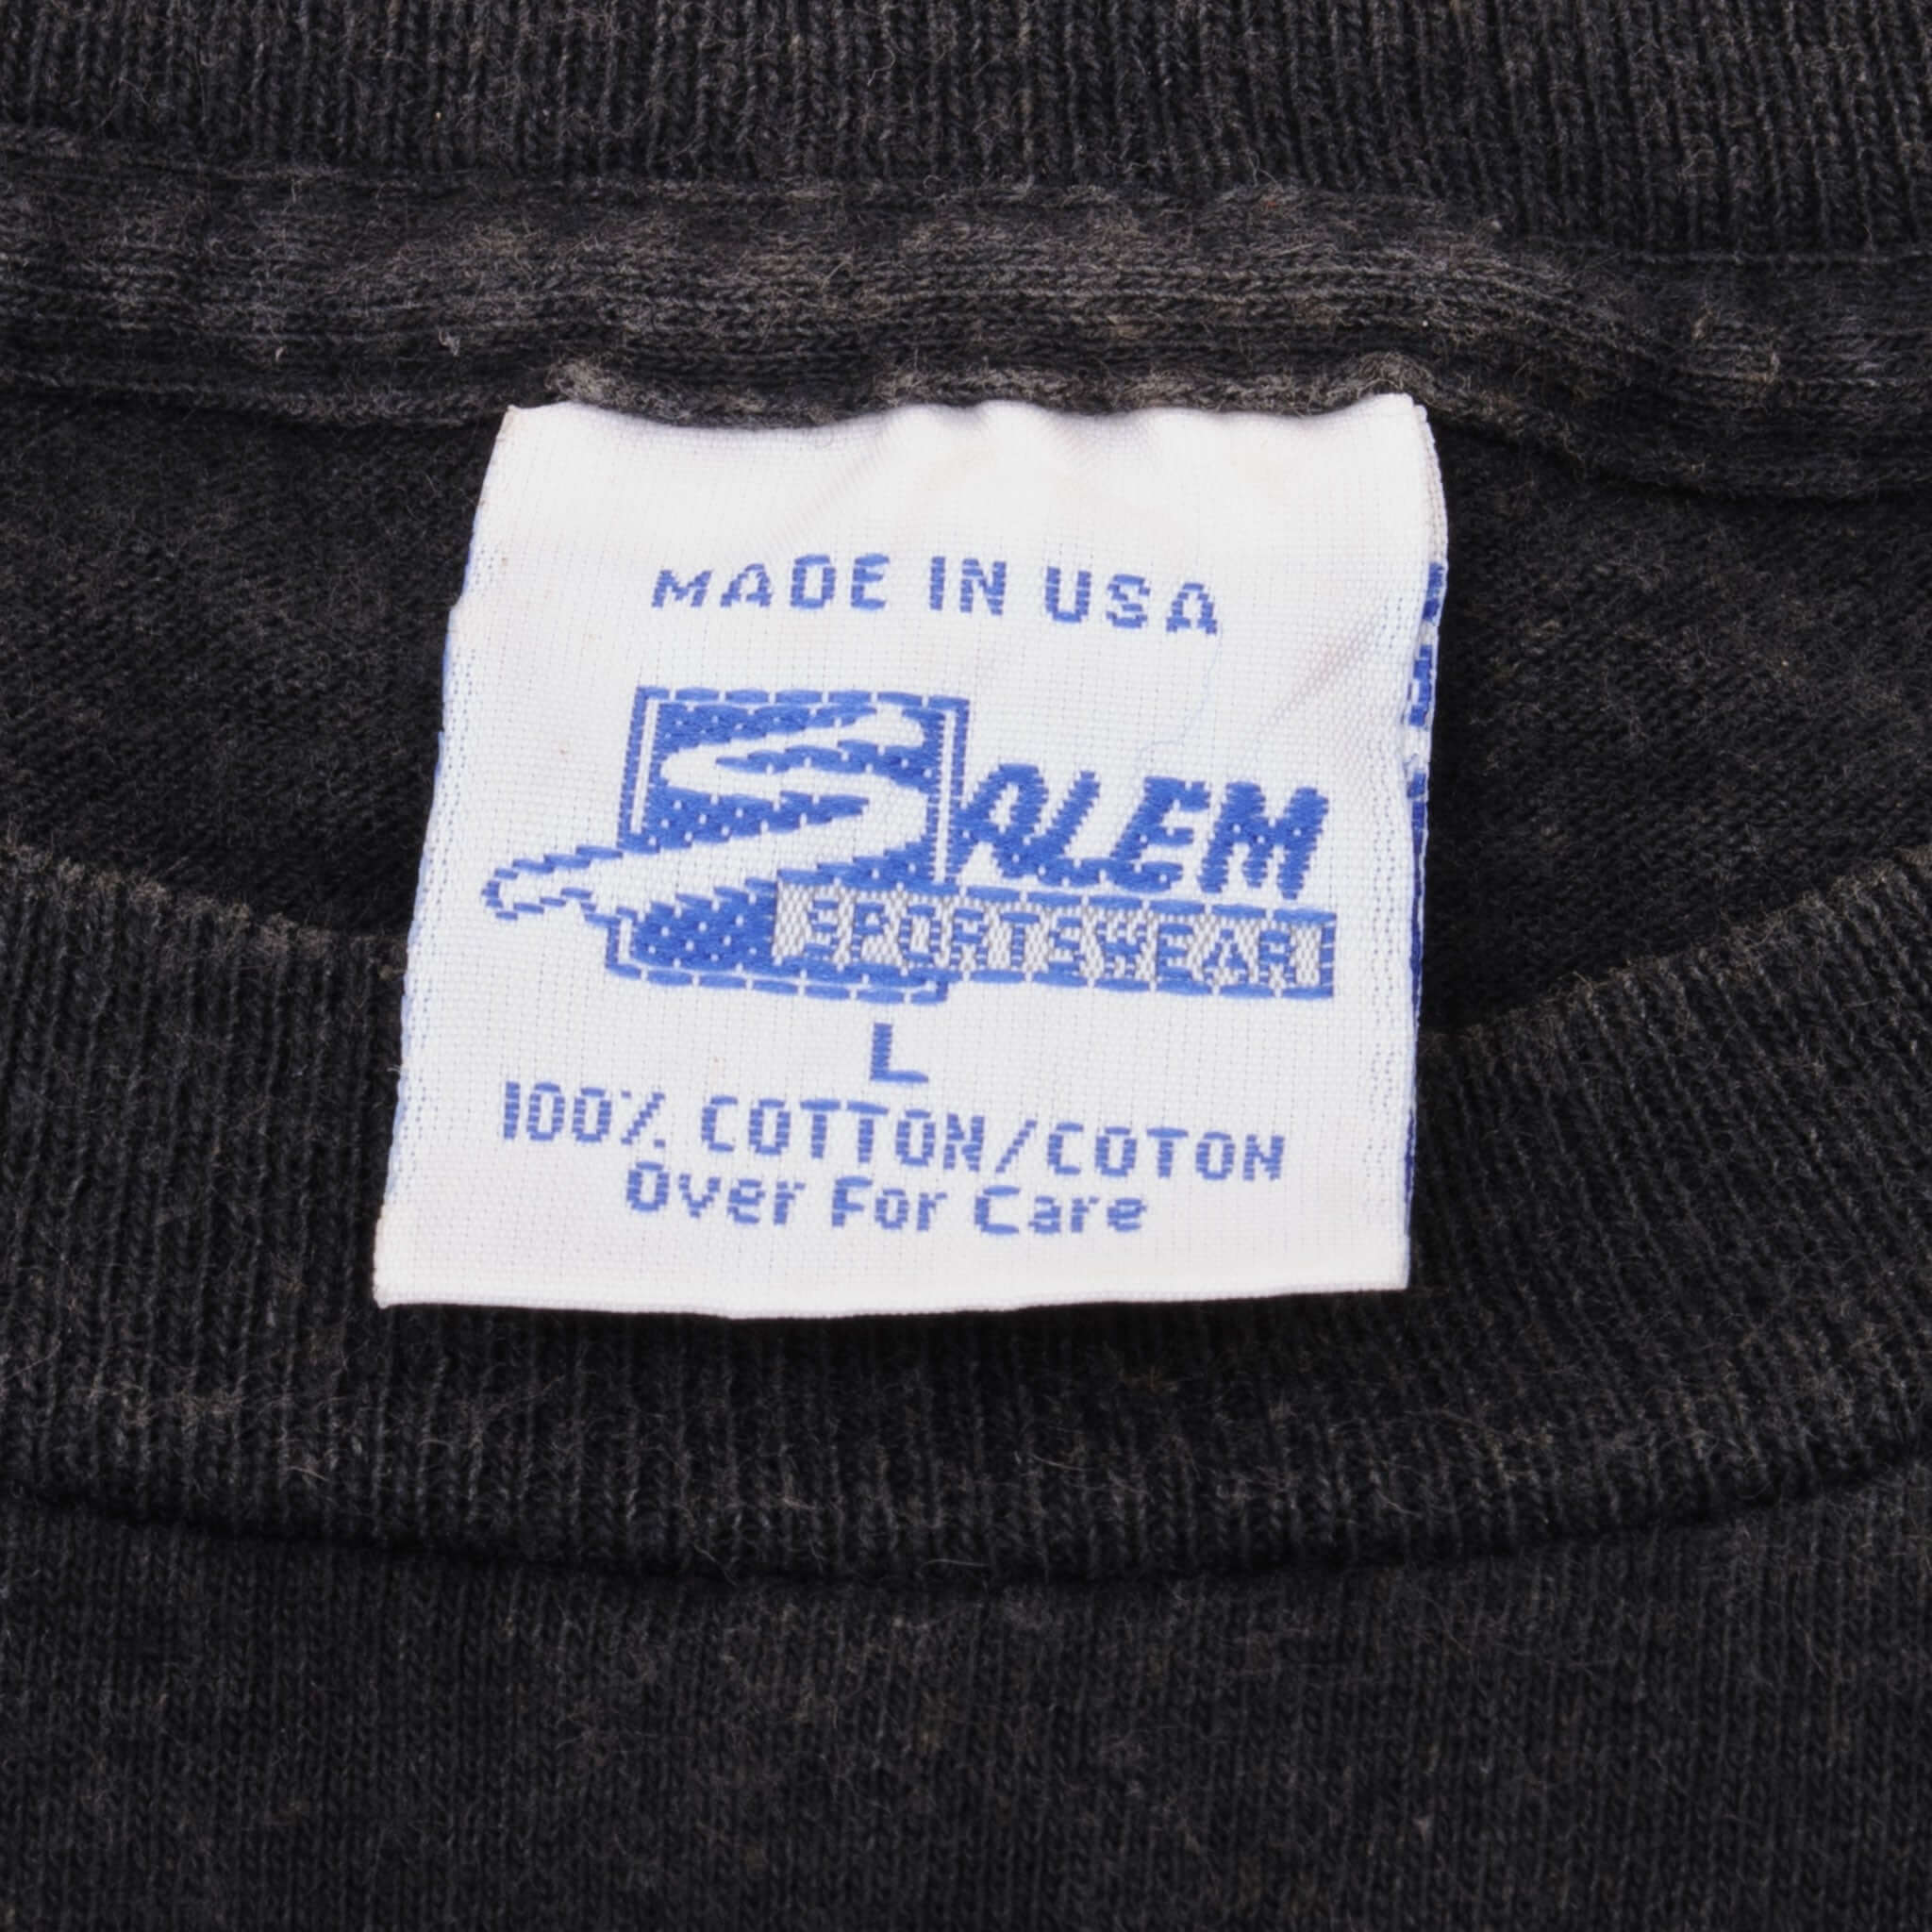 MADE IN USA
SALEM
SPORTSWEAR
L
100% COTTON/COTON
Over For Care